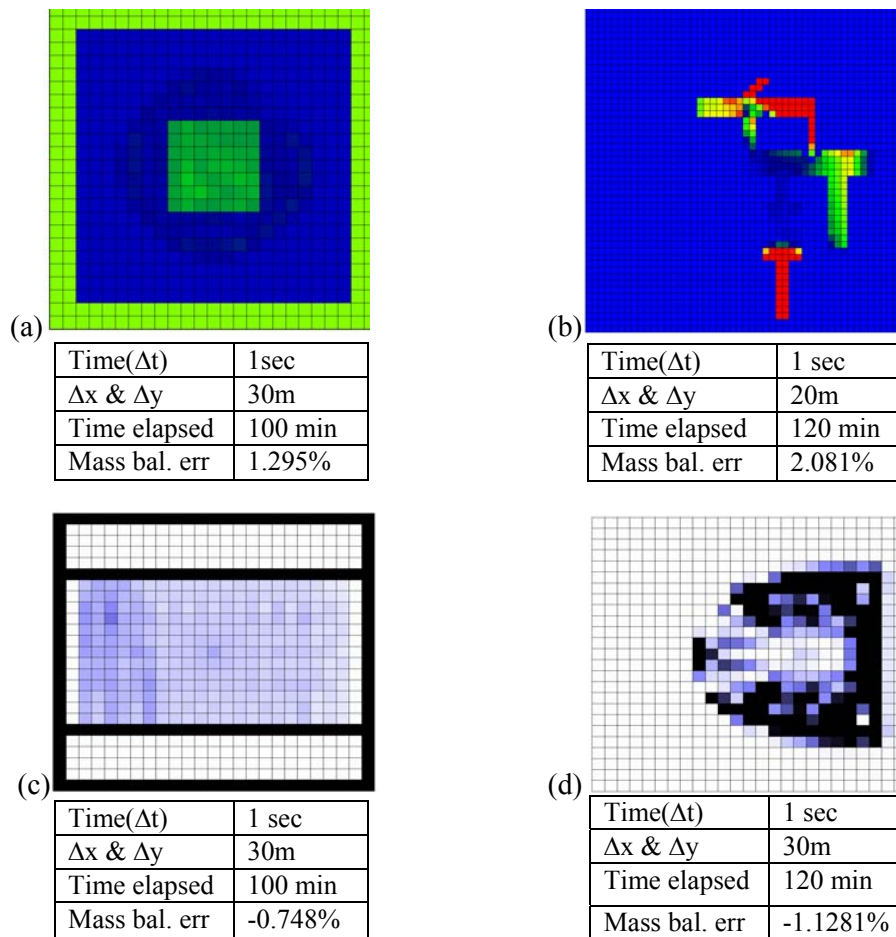 (a)
Time(Δt) 1sec
Δx & Δy 30m
Time elapsed 100 min
Mass bal. err 1.295%
(b)
Time(Δt) 1 sec
Δx & Δy 20m
Time elapsed 120 min
Mass bal. err 2.081%
(c)
Time(Δt) 1 sec
Δx & Δy 30m
Time elapsed 100 min
Mass bal. err -0.748%
(d)
Time(Δt) 1 sec
Δx & Δy 30m
Time elapsed 120 min
Mass bal. err -1.1281%